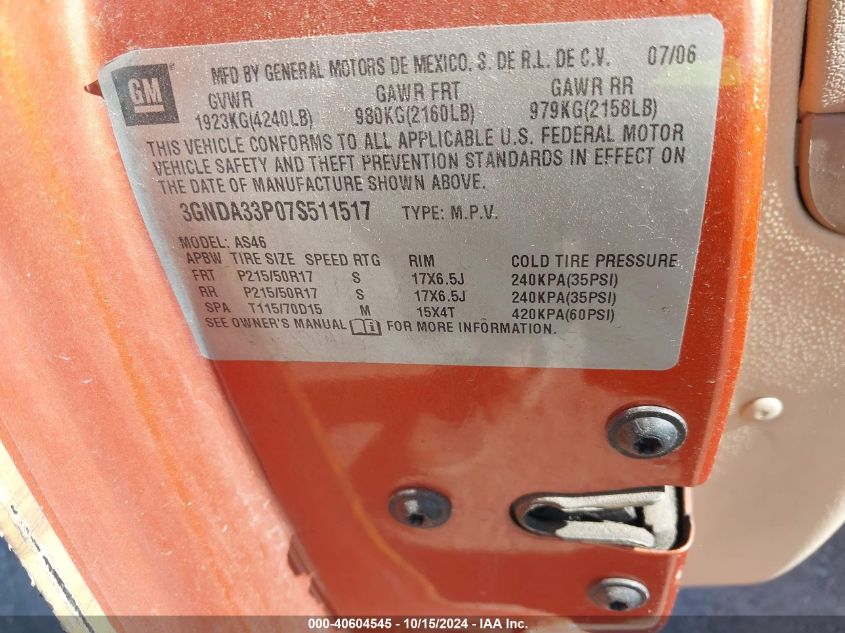 GM
MFD BY GENERAL MOTORS DE MEXICO, S. DE R.L. DE C.V. 07/06
GVWR GAWR FRT GAWR RR
1923KG(4240LB) 980KG(2160LB) 979KG(2158LB)
THIS VEHICLE CONFORMS TO ALL APPLICABLE U.S. FEDERAL MOTOR
VEHICLE SAFETY AND THEFT PREVENTION STANDARDS IN EFFECT ON
THE DATE OF MANUFACTURE SHOWN ABOVE.
3GNDA33P07S511517 TYPE: M.P.V.
MODEL: AS46
APBW TIRE SIZE SPEED RTG RIM COLD TIRE PRESSURE
FRT P215/50R17 S 17X6.5J 240KPA(35PSI)
RR P215/50R17 S 17X6.5J 240KPA(35PSI)
SPA T115/70D15 M 15X4T 420KPA(60PSI)
SEE OWNER'S MANUAL FOR MORE INFORMATION.
000-40604545 - 10/15/2024 - IAA Inc.